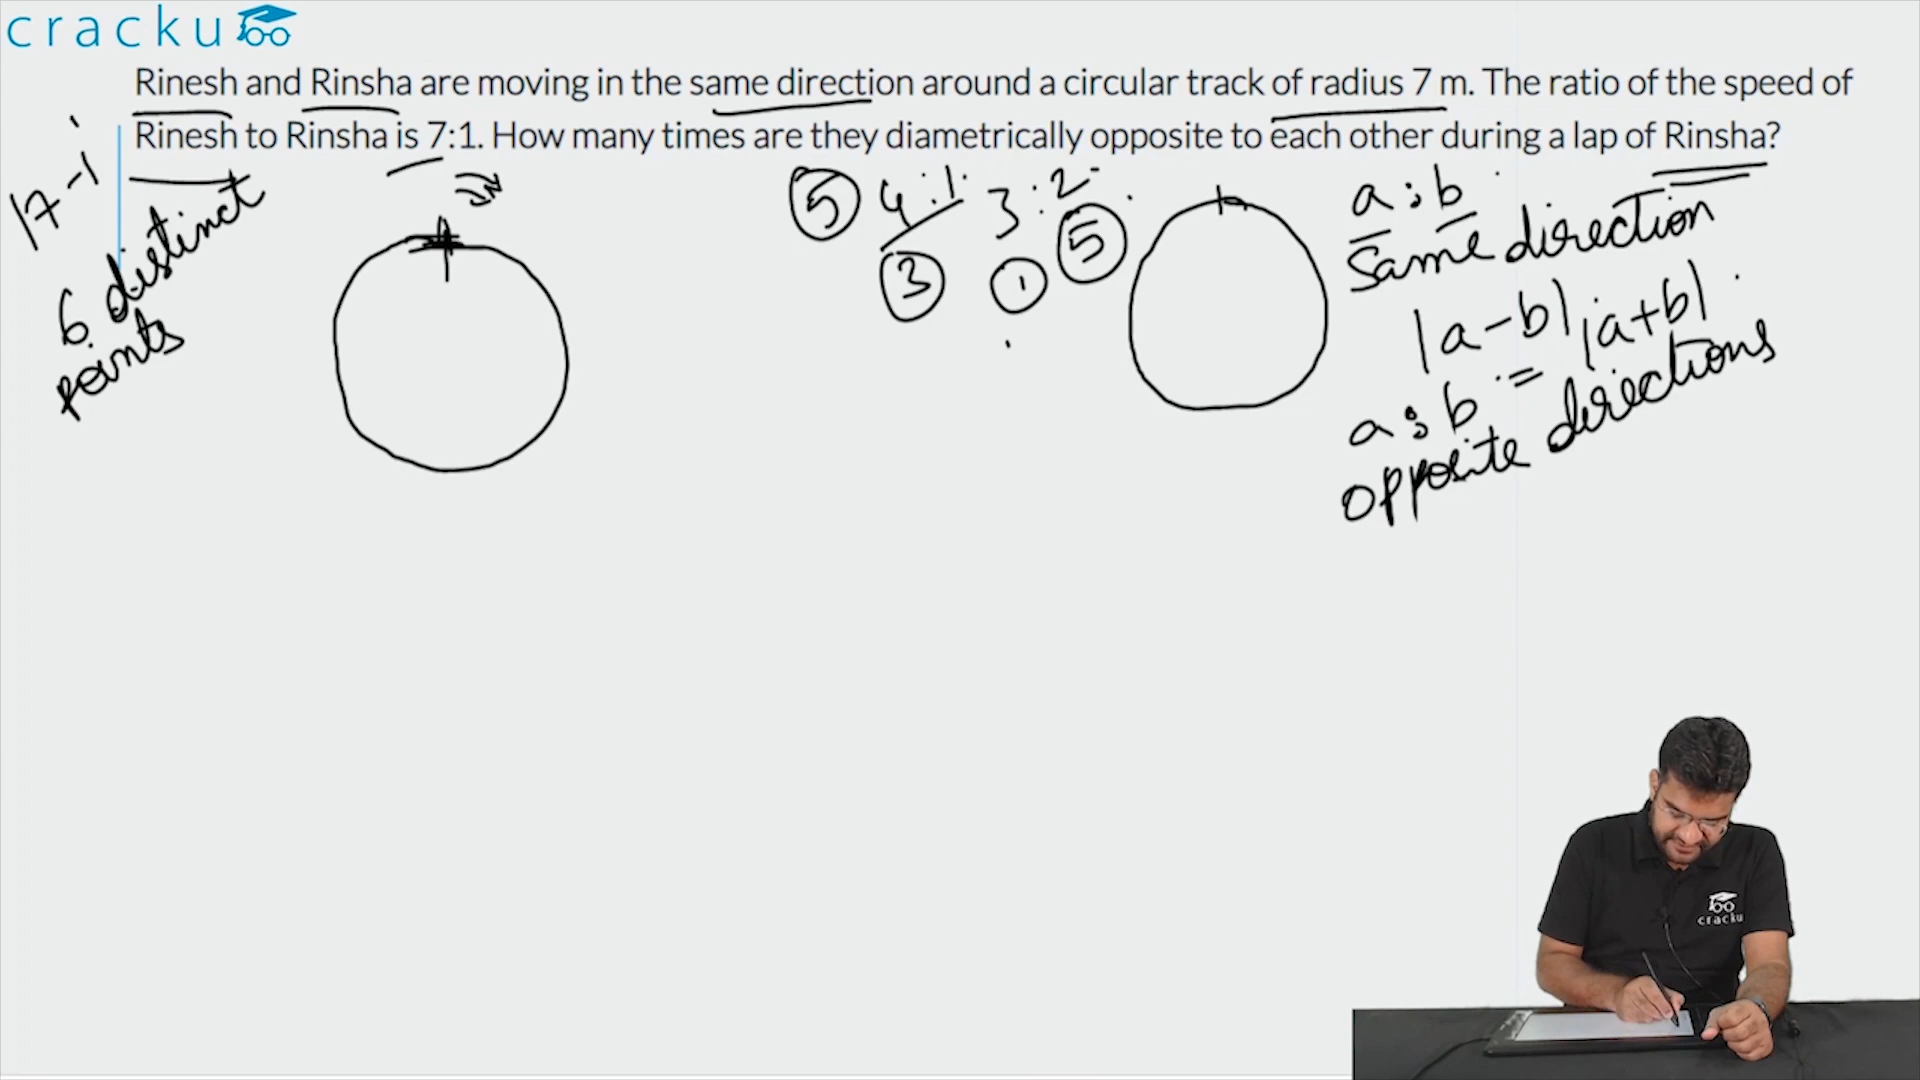 cracku
Rinesh and Rinsha are moving in the same direction around a circular track of radius 7 m. The ratio of the speed of
Rinesh to Rinsha is 7:1. How many times are they diametrically opposite to each other during a lap of Rinsha?
|7-1
6 distinct
points
5 4:1 3:2
3 1 5
a:b
same direction
|a-b| |a+b|
a:b =
opposite directions
cracku